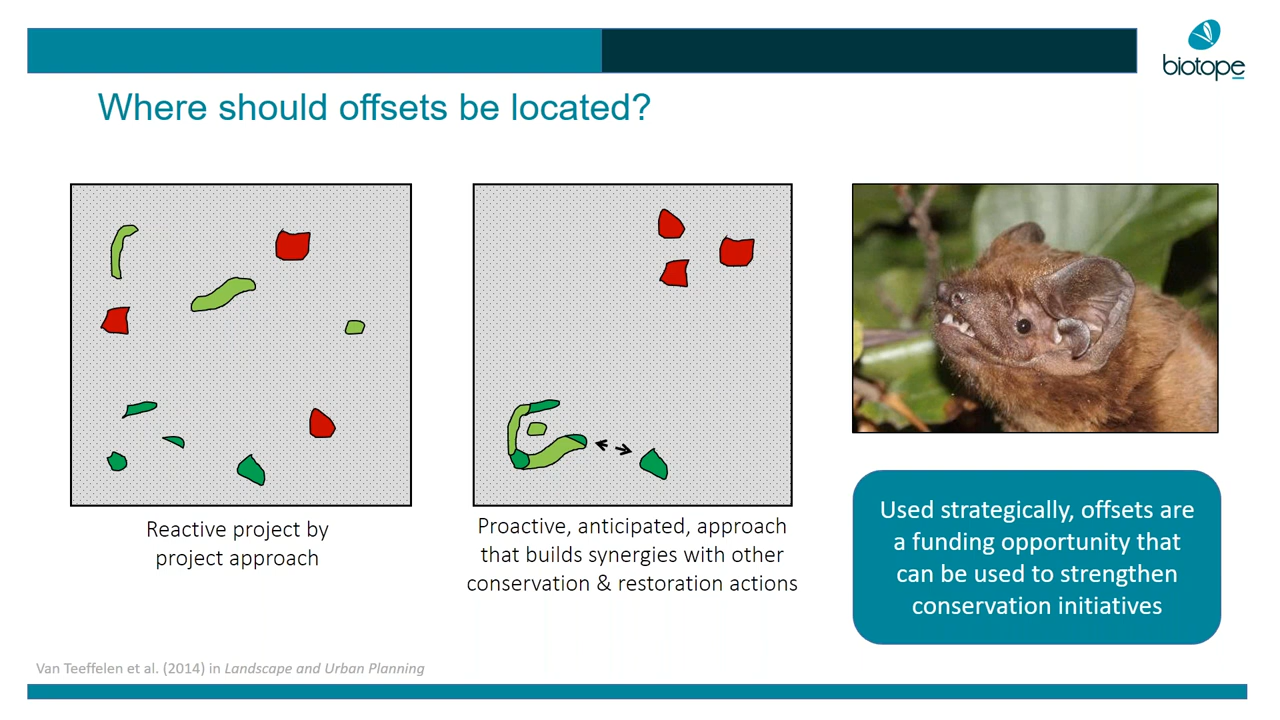 biotope
Where should offsets be located?
Reactive project by
project approach
Proactive, anticipated, approach
that builds synergies with other
conservation & restoration actions
Used strategically, offsets are
a funding opportunity that
can be used to strengthen
conservation initiatives
Van Teeffelen et al. (2014) in Landscape and Urban Planning